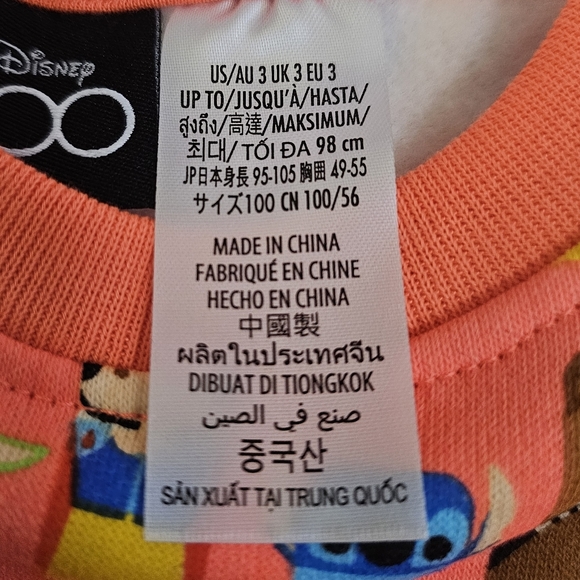 Disney
100
US/AU 3 UK 3 EU 3
UP TO/JUSQU'À/HASTA/
สูงถึง/高達/MAKSIMUM/
최대/ TỐI ĐA 98 cm
JP日本身長 95-105 胸囲 49-55
サイズ100 CN 100/56
MADE IN CHINA
FABRIQUÉ EN CHINE
HECHO EN CHINA
中國製
ผลิตในประเทศจีน
DIBUAT DI TIONGKOK
صنع في الصين
중국산
SẢN XUẤT TẠI TRUNG QUỐC